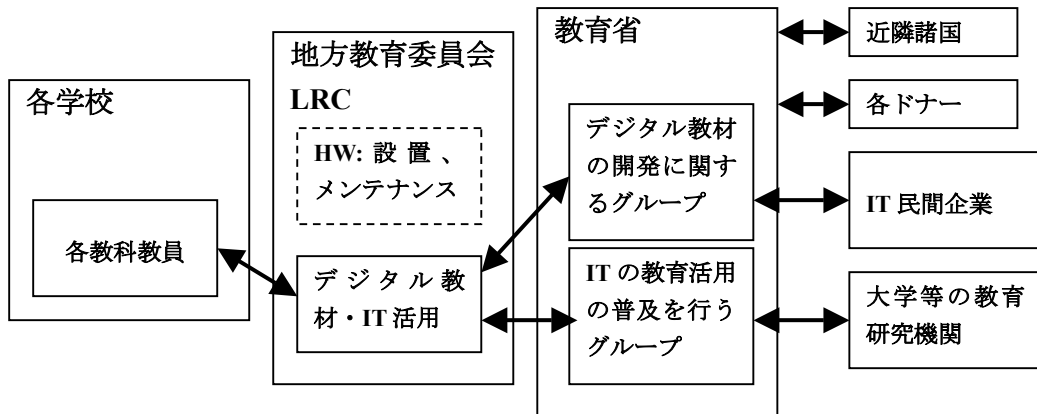 各学校
各教科教員
地方教育委員会
LRC
HW: 設置、
メンテナンス
デジタル教
材・IT 活用
教育省
デジタル教材
の開発に関す
るグループ
IT の教育活用
の普及を行う
グループ
近隣諸国
各ドナー
IT 民間企業
大学等の教育
研究機関